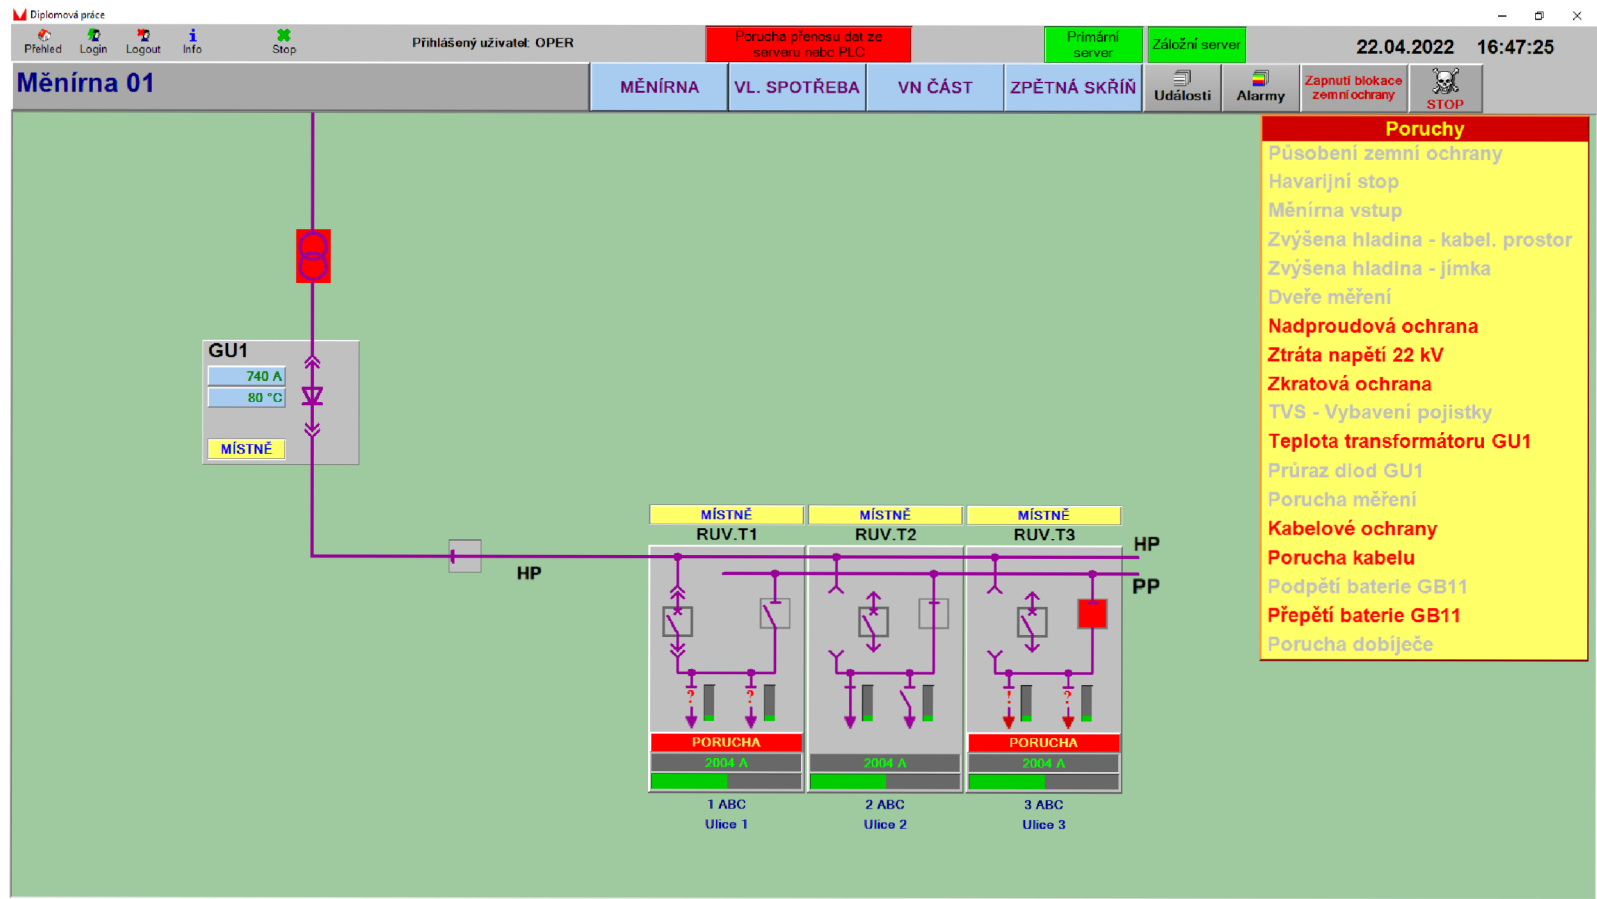 Diplomová práce
Přehled
Login
Logout
Info
Stop
Přihlášený uživatel: OPER
Porucha přenosu dat ze
serveru nebo PLC
Primární
server
Záložní server
22.04.2022 16:47:25
Měnírna 01
MĚNÍRNA
VL. SPOTŘEBA
VN ČÁST
ZPĚTNÁ SKŘÍŇ
Události
Alarmy
Zapnutí blokace
zemní ochrany
STOP
Poruchy
Působení zemní ochrany
Havarijní stop
Měnírna vstup
Zvýšena hladina - kabel. prostor
Zvýšena hladina - jímka
Dveře měření
Nadproudová ochrana
Ztráta napětí 22 kV
Zkratová ochrana
TVS - Vybavení pojistky
Teplota transformátoru GU1
Průraz diod GU1
Porucha měření
Kabelové ochrany
Porucha kabelu
Podpětí baterie GB11
Přepětí baterie GB11
Porucha dobíječe
GU1
740 A
80 °C
MÍSTNĚ
MÍSTNĚ
MÍSTNĚ
MÍSTNĚ
RUV.T1
RUV.T2
RUV.T3
HP
HP
PP
? ?
! ?
PORUCHA
PORUCHA
2004 A
2004 A
2004 A
1 ABC
2 ABC
3 ABC
Ulice 1
Ulice 2
Ulice 3